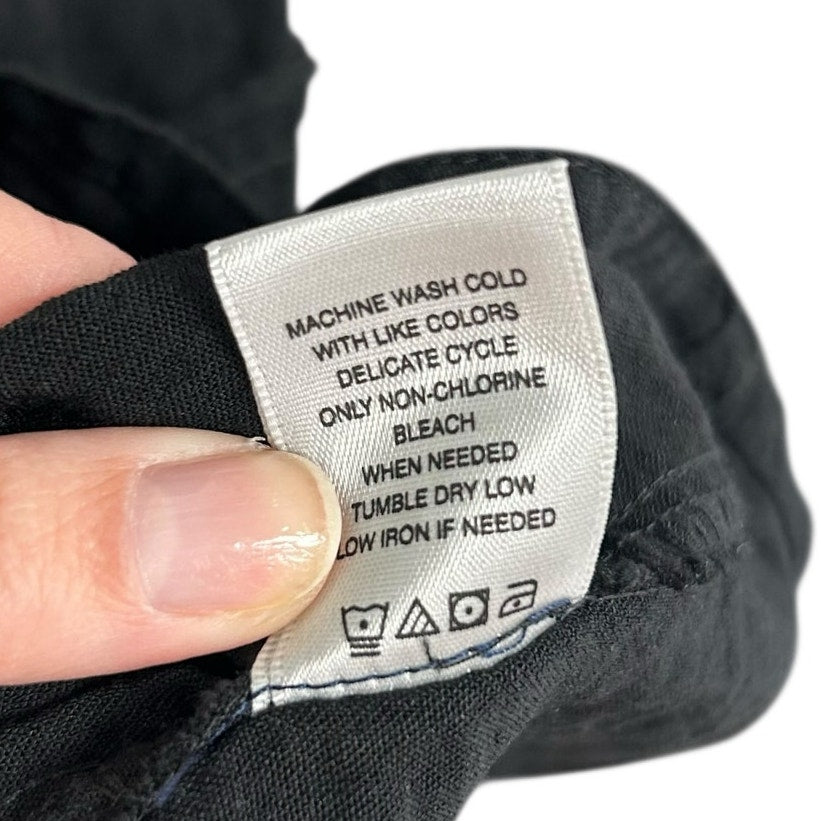 MACHINE WASH COLD
WITH LIKE COLORS
DELICATE CYCLE
ONLY NON-CHLORINE
BLEACH
WHEN NEEDED
TUMBLE DRY LOW
LOW IRON IF NEEDED